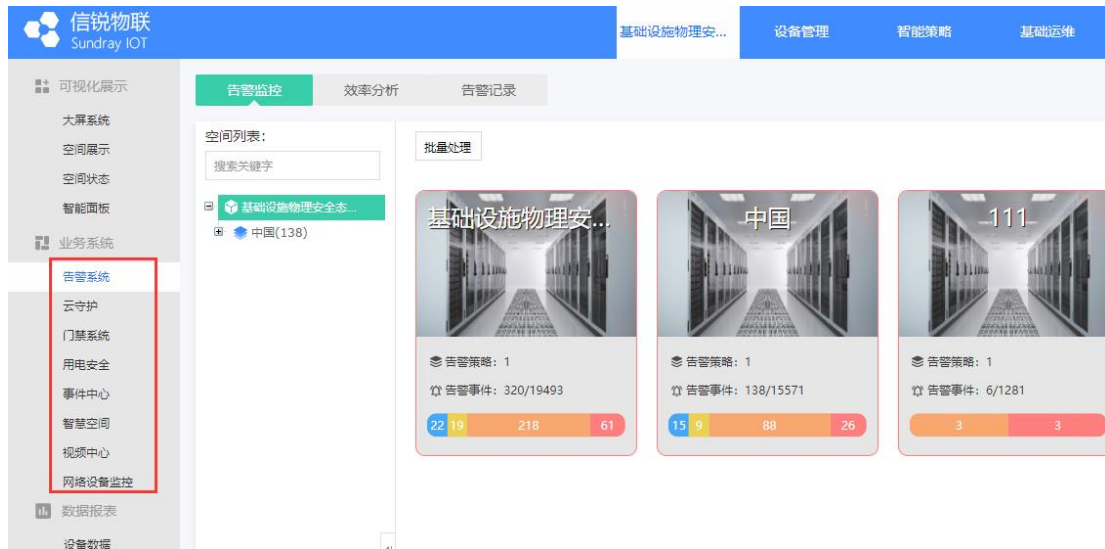 信锐物联
Sundray IOT
基础设施物理安...
设备管理
智能策略
基础运维
可视化展示
大屏系统
空间展示
空间状态
智能面板
业务系统
告警系统
云守护
门禁系统
用电安全
事件中心
智慧空间
视频中心
网络设备监控
数据报表
设备数据
告警监控
效率分析
告警记录
空间列表:
搜索关键字
基础设施物理安全态...
中国(138)
批量处理
基础设施物理安...
告警策略: 1
告警事件: 320/19493
22 19 218 61
中国
告警策略: 1
告警事件: 138/15571
15 9 88 26
111
告警策略: 1
告警事件: 6/1281
3 3